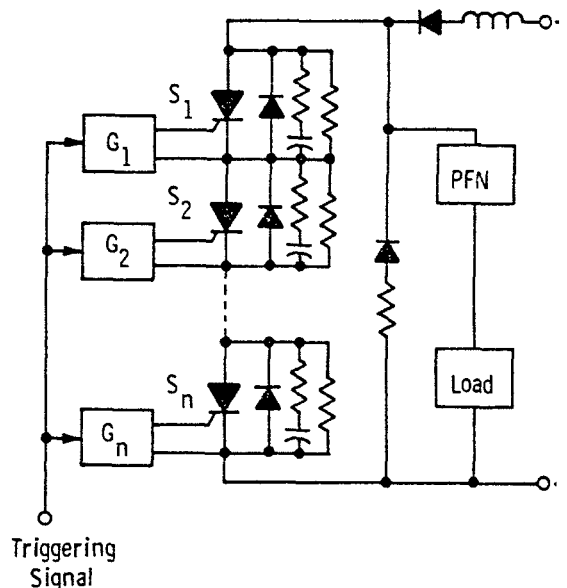 S1
G1
PFN
S2
G2
Sn
Load
Gn
Triggering
Signal